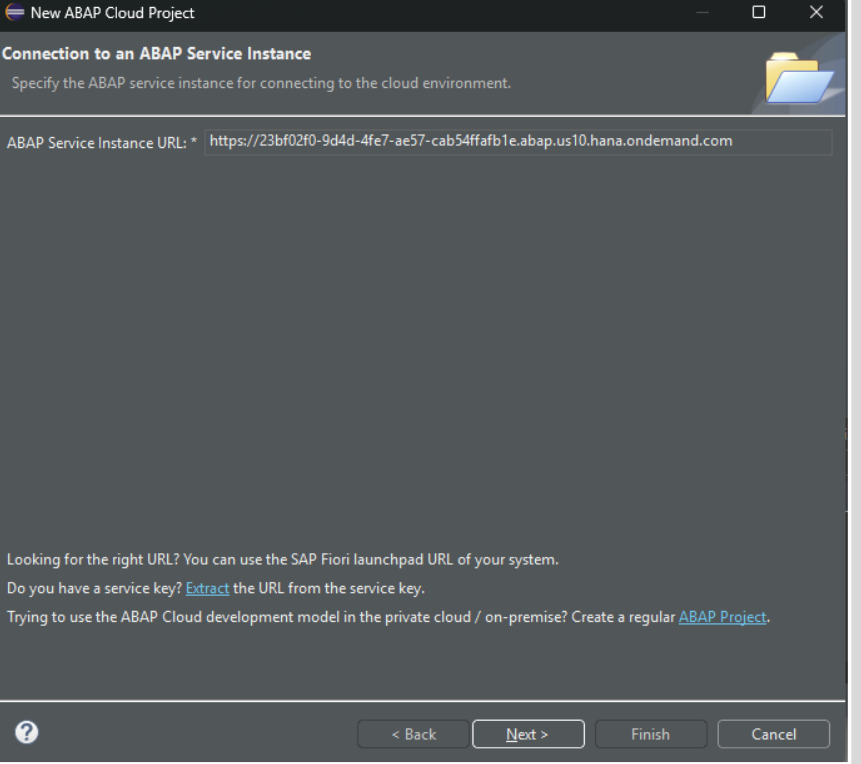 New ABAP Cloud Project
Connection to an ABAP Service Instance
Specify the ABAP service instance for connecting to the cloud environment.
ABAP Service Instance URL: * https://23bf02f0-9d4d-4fe7-ae57-cab54ffafb1e.abap.us10.hana.ondemand.com
Looking for the right URL? You can use the SAP Fiori launchpad URL of your system.
Do you have a service key? Extract the URL from the service key.
Trying to use the ABAP Cloud development model in the private cloud / on-premise? Create a regular ABAP Project.
? < Back Next > Finish Cancel